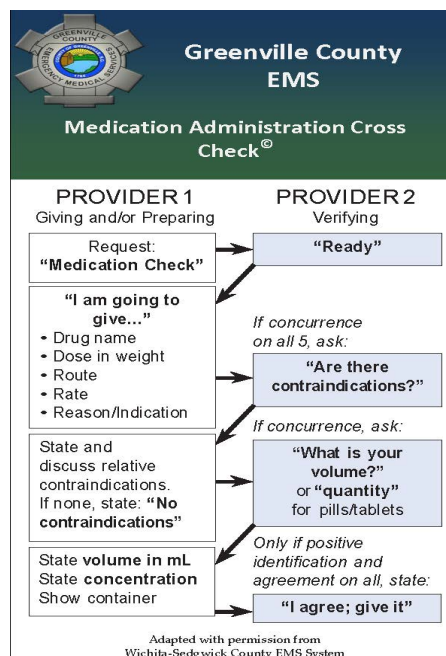 Greenville County
EMS
Medication Administration Cross
Check©
PROVIDER 1
Giving and/or Preparing
PROVIDER 2
Verifying
Request:
“Medication Check”
“Ready”
“I am going to
give...”
• Drug name
• Dose in weight
• Route
• Rate
• Reason/Indication
If concurrence
on all 5, ask:
“Are there
contraindications?”
State and
discuss relative
contraindications.
If none, state: “No
contraindications”
If concurrence, ask:
“What is your
volume?”
or “quantity”
for pills/tablets
State volume in mL
State concentration
Show container
Only if positive
identification and
agreement on all, state:
“I agree; give it”
Adapted with permission from
Wichita-Sedgwick County EMS System